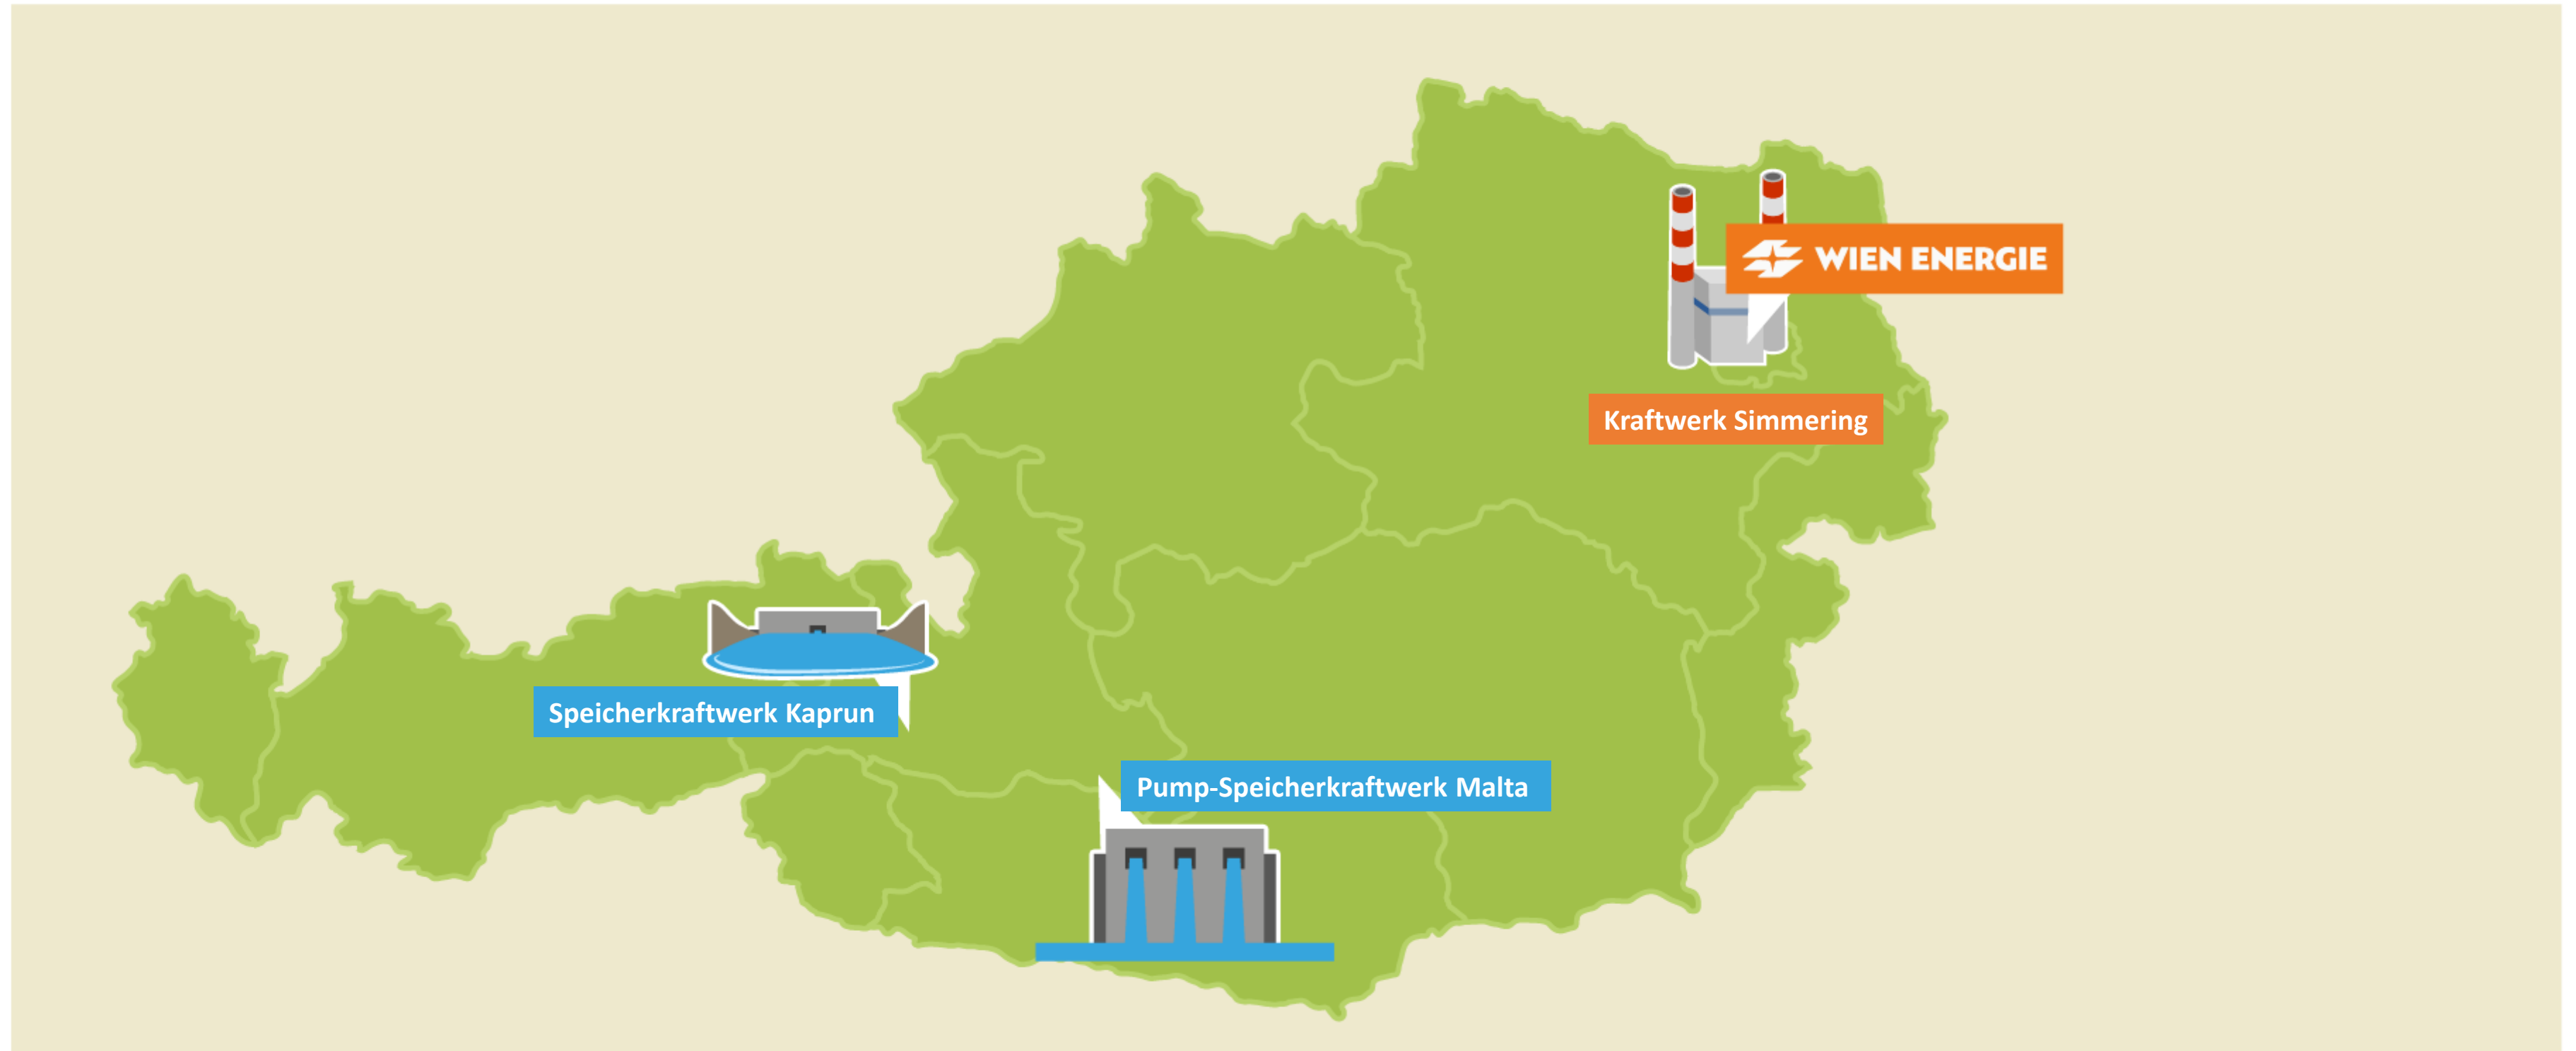 WIEN ENERGIE
Kraftwerk Simmering
Speicherkraftwerk Kaprun
Pump-Speicherkraftwerk Malta